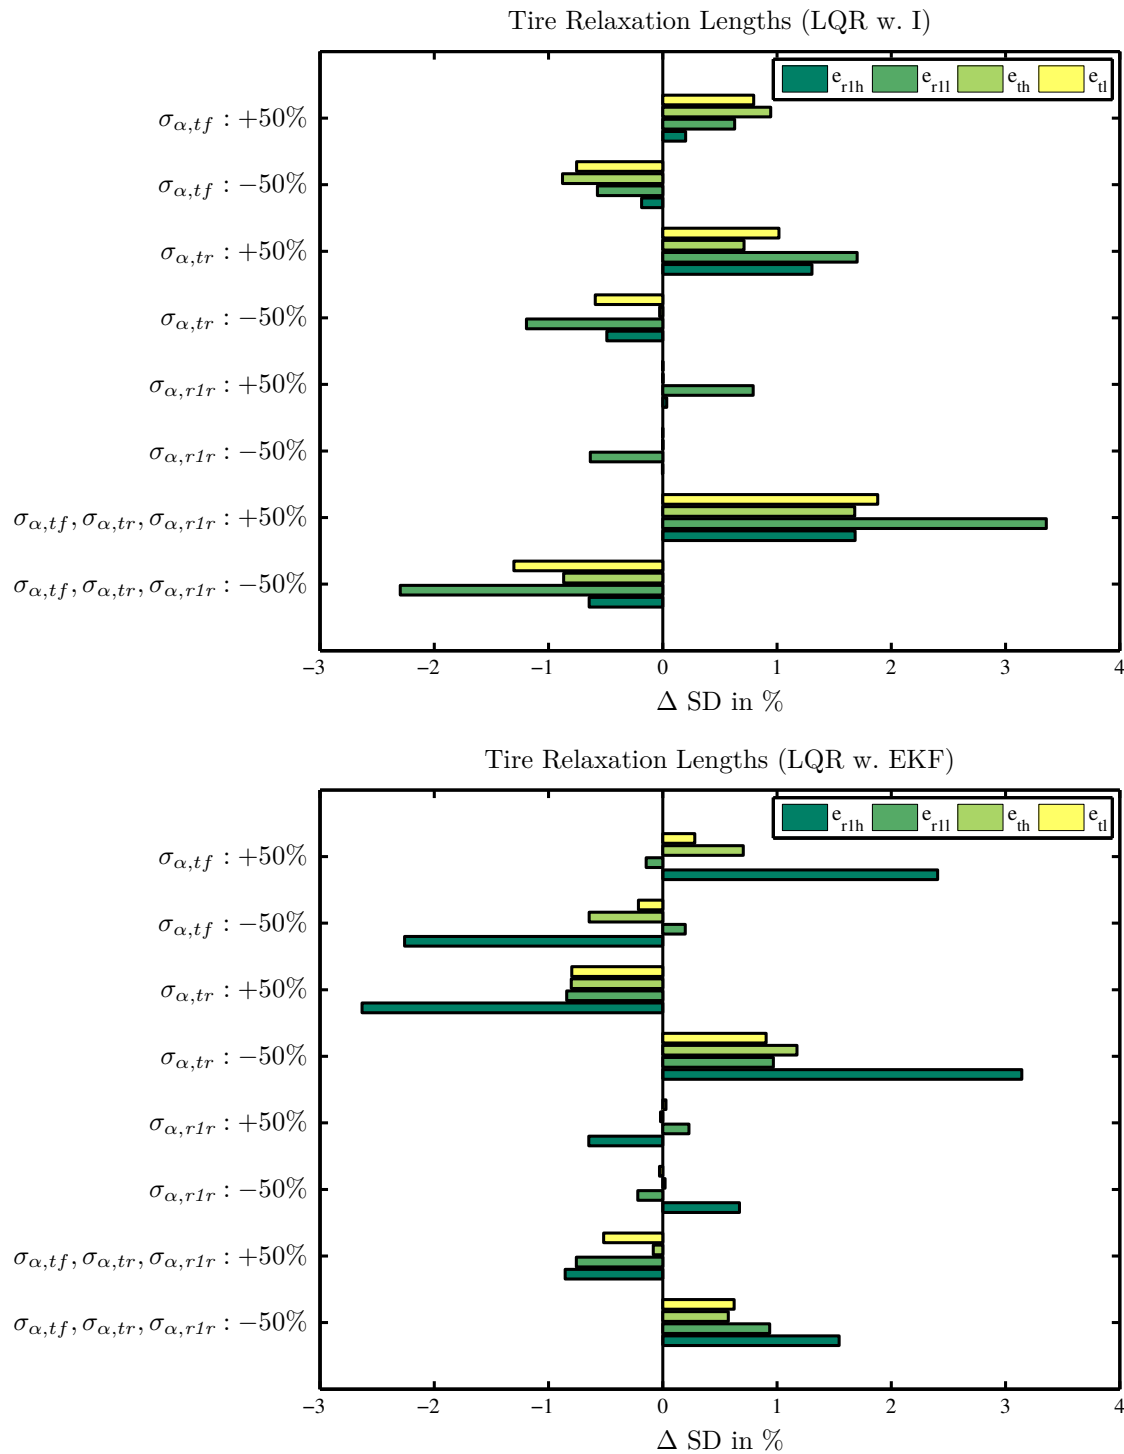 Tire Relaxation Lengths (LQR w. I)
e_r1h e_r1l e_th e_tl
σ_α,tf : +50%
σ_α,tf : −50%
σ_α,tr : +50%
σ_α,tr : −50%
σ_α,r1r : +50%
σ_α,r1r : −50%
σ_α,tf, σ_α,tr, σ_α,r1r : +50%
σ_α,tf, σ_α,tr, σ_α,r1r : −50%
−3 −2 −1 0 1 2 3 4
Δ SD in %
Tire Relaxation Lengths (LQR w. EKF)
e_r1h e_r1l e_th e_tl
σ_α,tf : +50%
σ_α,tf : −50%
σ_α,tr : +50%
σ_α,tr : −50%
σ_α,r1r : +50%
σ_α,r1r : −50%
σ_α,tf, σ_α,tr, σ_α,r1r : +50%
σ_α,tf, σ_α,tr, σ_α,r1r : −50%
−3 −2 −1 0 1 2 3 4
Δ SD in %